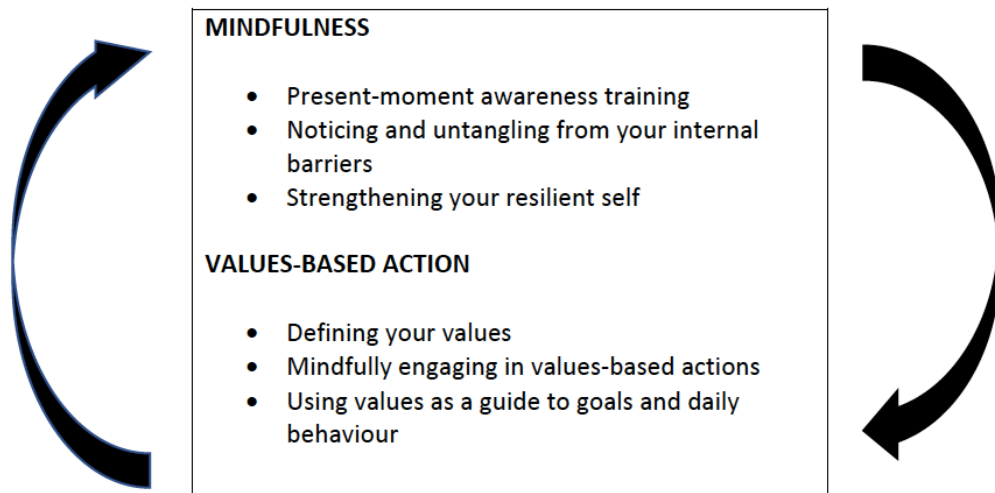 MINDFULNESS
• Present-moment awareness training
• Noticing and untangling from your internal
barriers
• Strengthening your resilient self
VALUES-BASED ACTION
• Defining your values
• Mindfully engaging in values-based actions
• Using values as a guide to goals and daily
behaviour